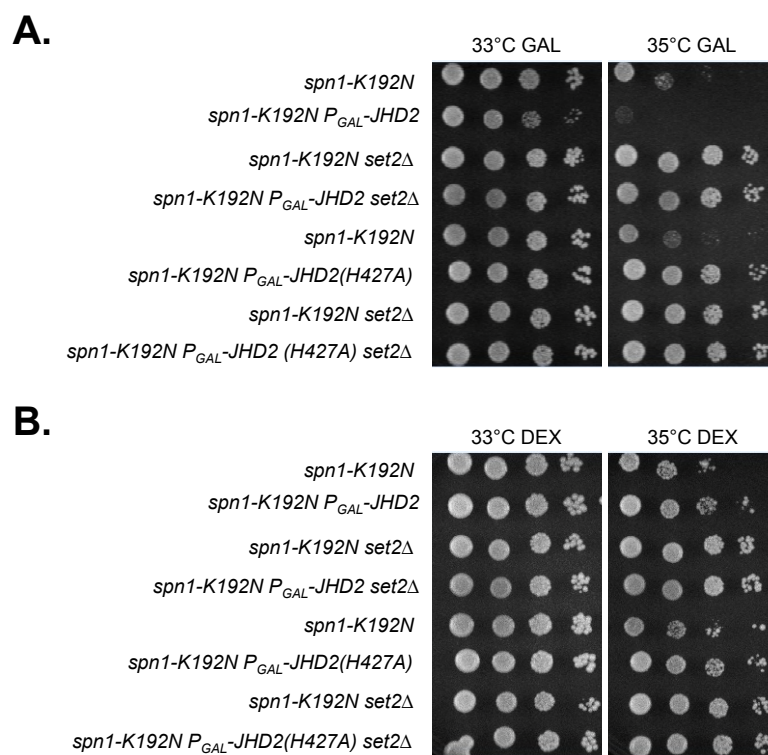 A.
33°C GAL 35°C GAL
spn1-K192N
spn1-K192N PGAL-JHD2
spn1-K192N set2Δ
spn1-K192N PGAL-JHD2 set2Δ
spn1-K192N
spn1-K192N PGAL-JHD2(H427A)
spn1-K192N set2Δ
spn1-K192N PGAL-JHD2 (H427A) set2Δ
B.
33°C DEX 35°C DEX
spn1-K192N
spn1-K192N PGAL-JHD2
spn1-K192N set2Δ
spn1-K192N PGAL-JHD2 set2Δ
spn1-K192N
spn1-K192N PGAL-JHD2(H427A)
spn1-K192N set2Δ
spn1-K192N PGAL-JHD2(H427A) set2Δ